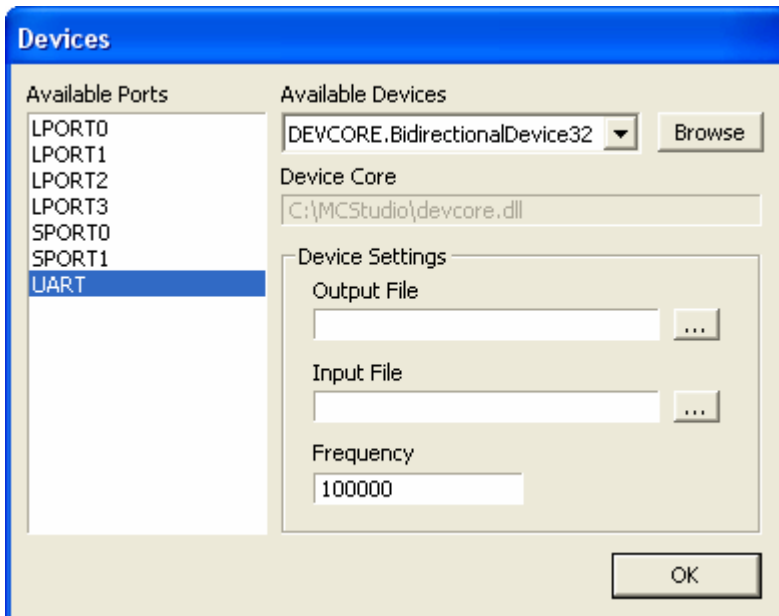 Devices
Available Ports
LPORT0
LPORT1
LPORT2
LPORT3
SPORT0
SPORT1
UART
Available Devices
DEVCORE.BidirectionalDevice32
Browse
Device Core
C:\MCStudio\devcore.dll
Device Settings
Output File
...
Input File
...
Frequency
100000
OK